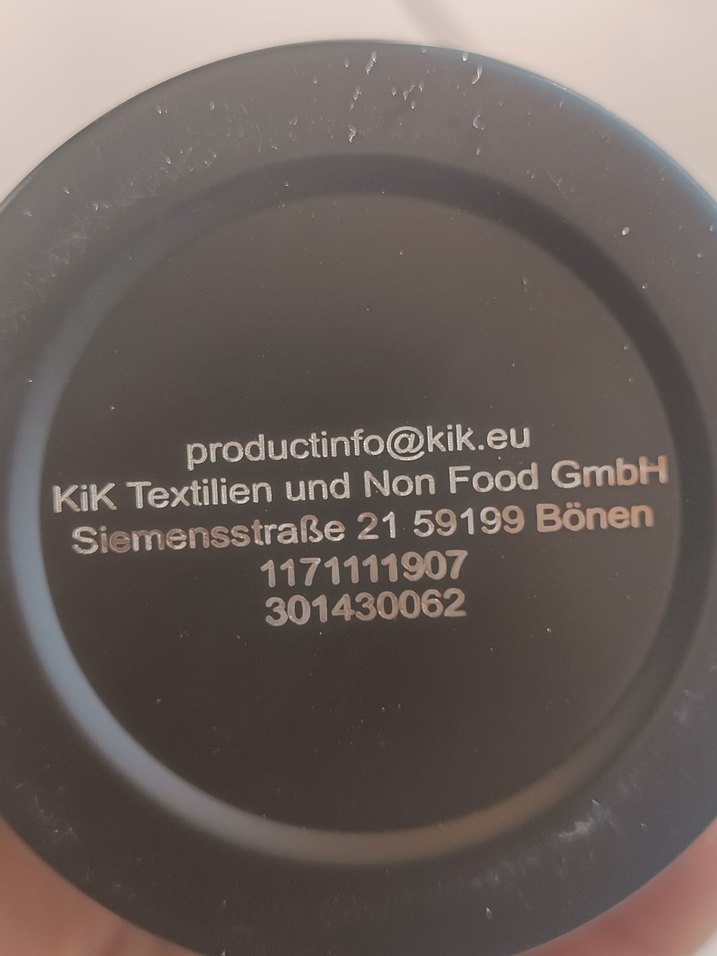 productinfo@kik.eu
KiK Textilien und Non Food GmbH
Siemensstraße 21 59199 Bönen
1171111907
301430062